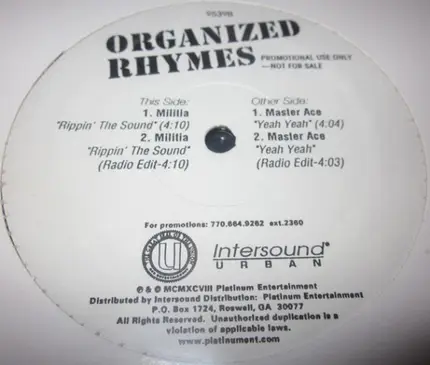 95398
ORGANIZED
RHYMES
PROMOTIONAL USE ONLY
—NOT FOR SALE
This Side:
1. Militia
"Rippin' The Sound" (4:10)
2. Militia
"Rippin' The Sound"
(Radio Edit-4:10)
Other Side:
1. Master Ace
"Yeah Yeah" (4:04)
2. Master Ace
"Yeah Yeah"
(Radio Edit-4:03)
For promotions: 770.664.9262 ext.2360
U
Intersound®
URBAN
℗ & © MCMXCVIII Platinum Entertainment
Distributed by Intersound Distribution: Platinum Entertainment
P.O. Box 1724, Roswell, GA 30077
All Rights Reserved. Unauthorized duplication is a
violation of applicable laws.
www.platinument.com